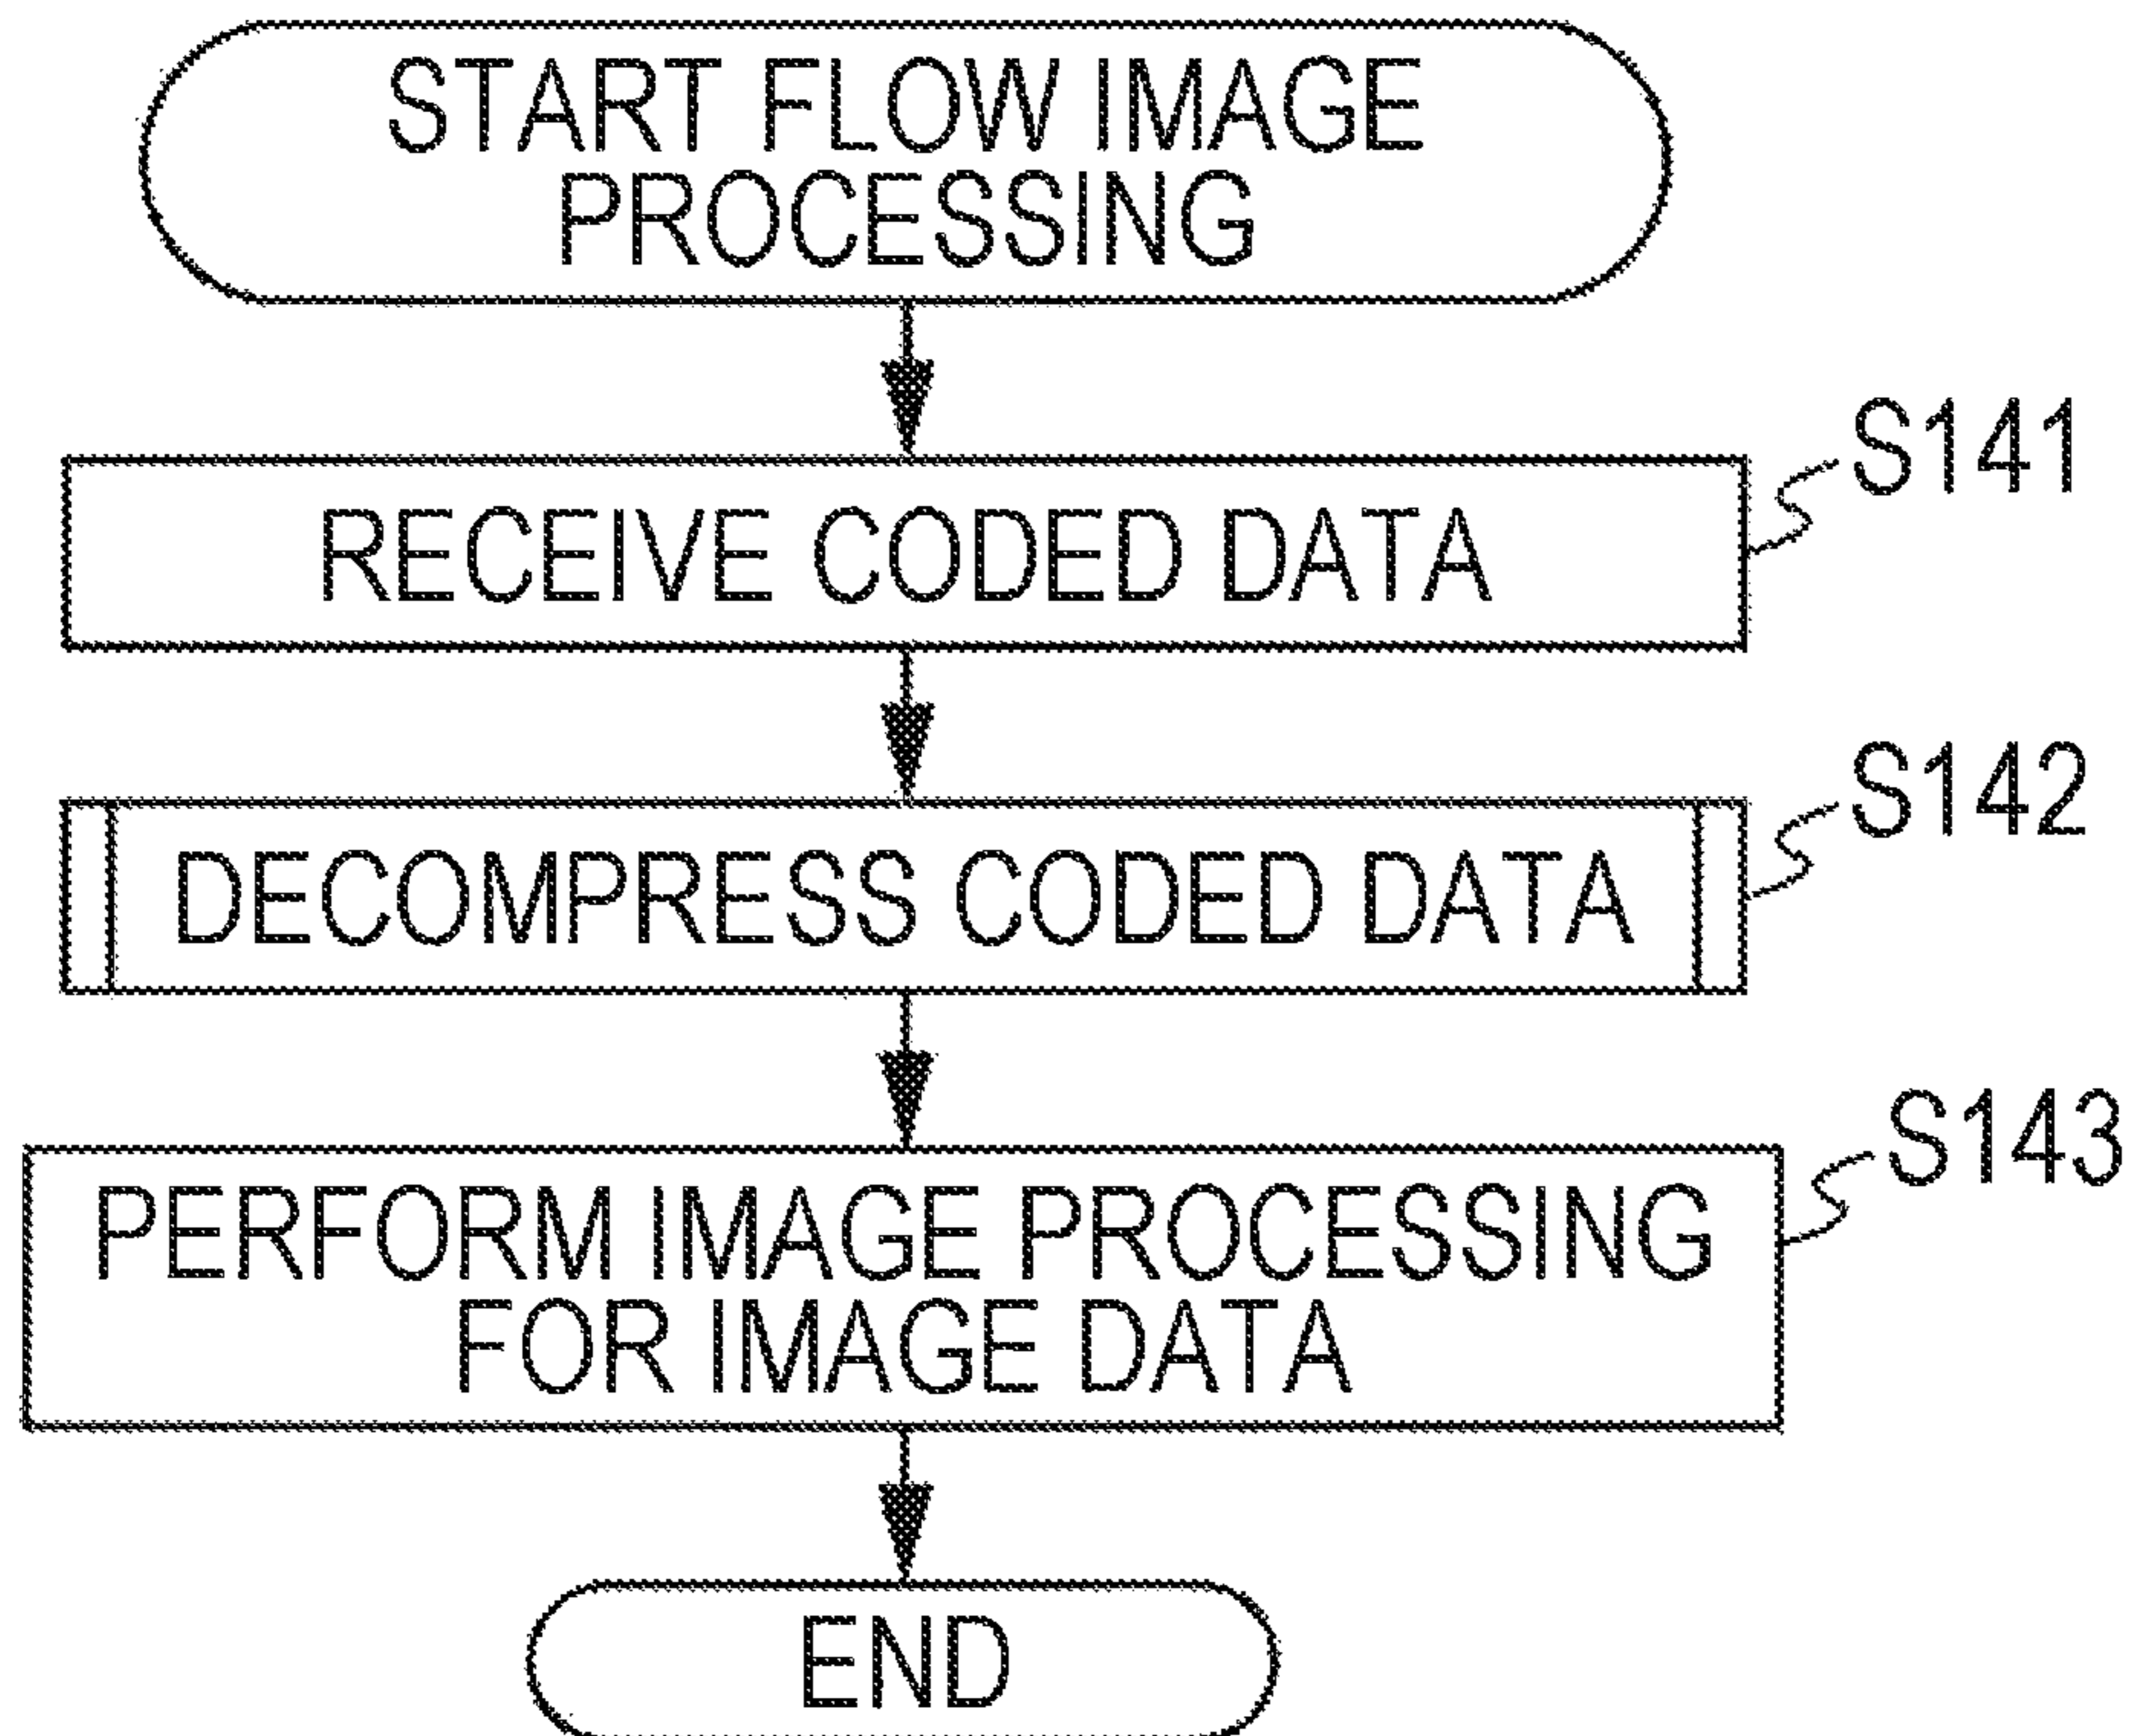 START FLOW IMAGE
PROCESSING
S141
RECEIVE CODED DATA
S142
DECOMPRESS CODED DATA
S143
PERFORM IMAGE PROCESSING
FOR IMAGE DATA
END